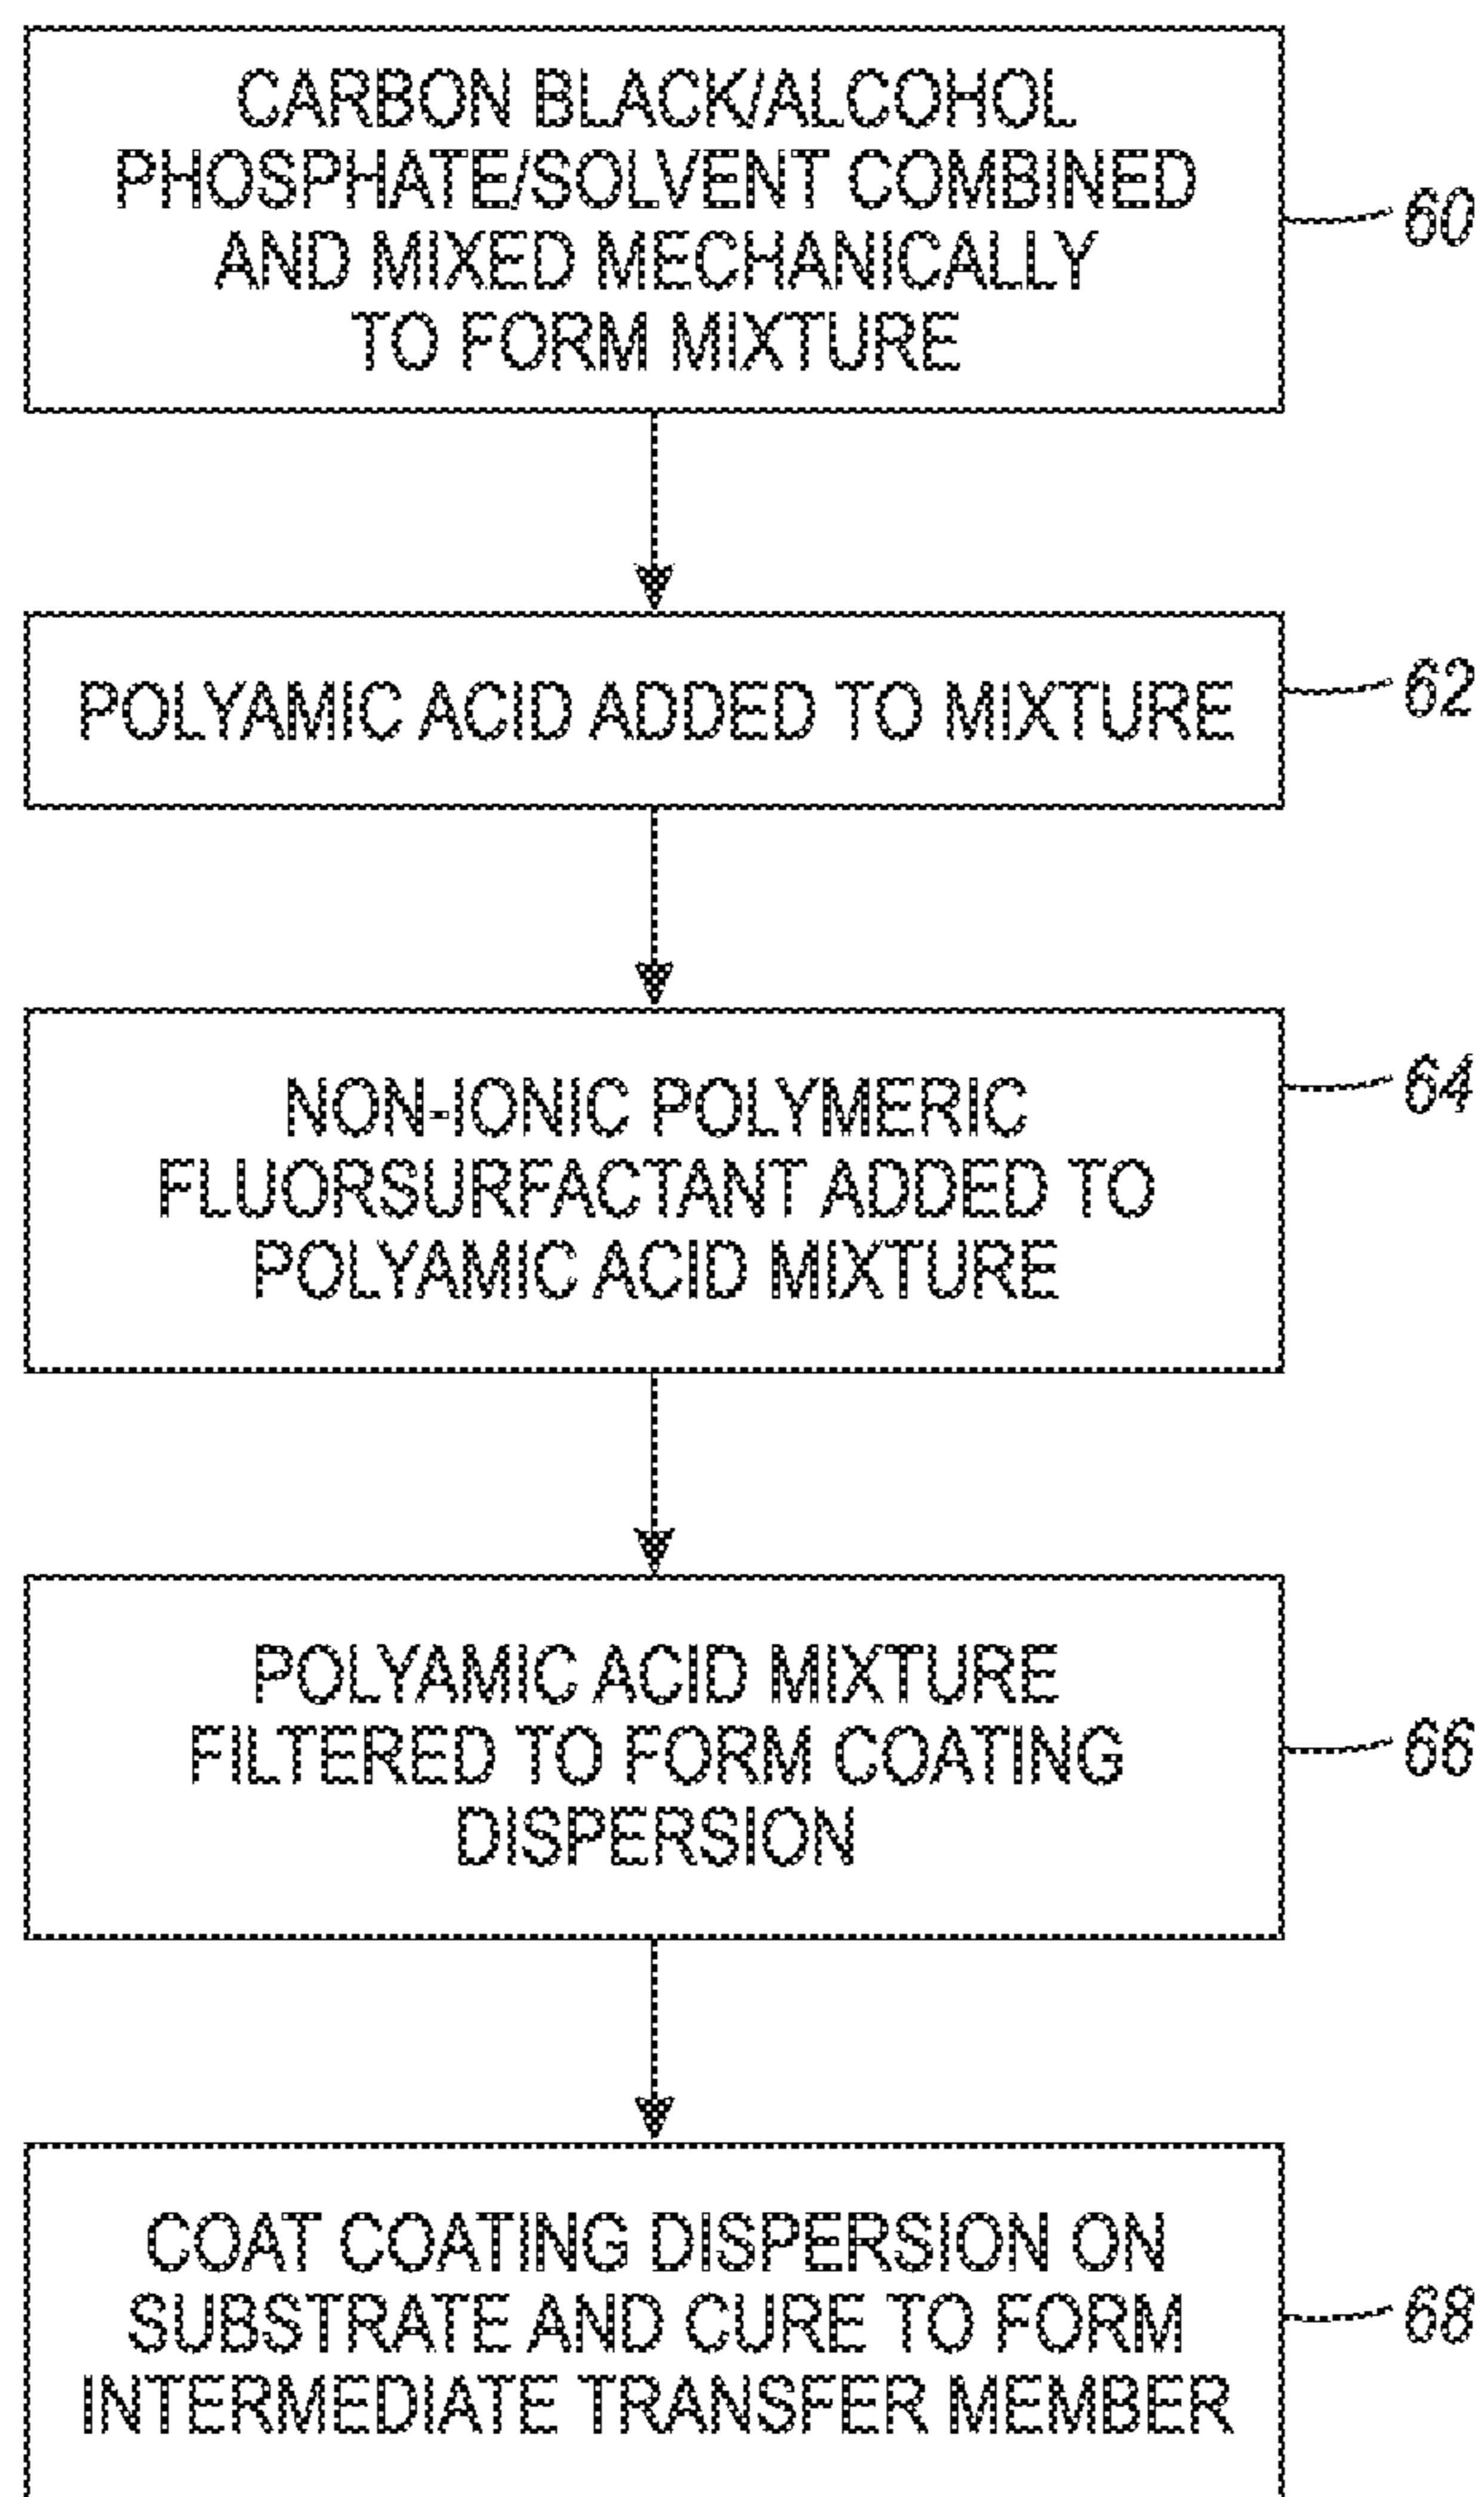 CARBON BLACK/ALCOHOL
PHOSPHATE/SOLVENT COMBINED
AND MIXED MECHANICALLY
TO FORM MIXTURE
60
POLYAMIC ACID ADDED TO MIXTURE
62
NON-IONIC POLYMERIC
FLUORSURFACTANT ADDED TO
POLYAMIC ACID MIXTURE
64
POLYAMIC ACID MIXTURE
FILTERED TO FORM COATING
DISPERSION
66
COAT COATING DISPERSION ON
SUBSTRATE AND CURE TO FORM
INTERMEDIATE TRANSFER MEMBER
68